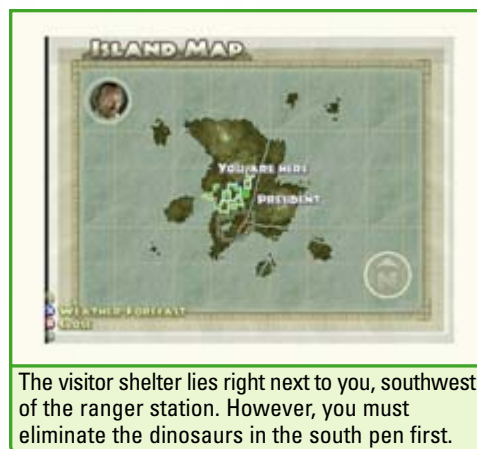 ISLAND MAP
YOU ARE HERE
PRESIDENT
N
WEATHER FORECAST
CLOSE
The visitor shelter lies right next to you, southwest
of the ranger station. However, you must
eliminate the dinosaurs in the south pen first.